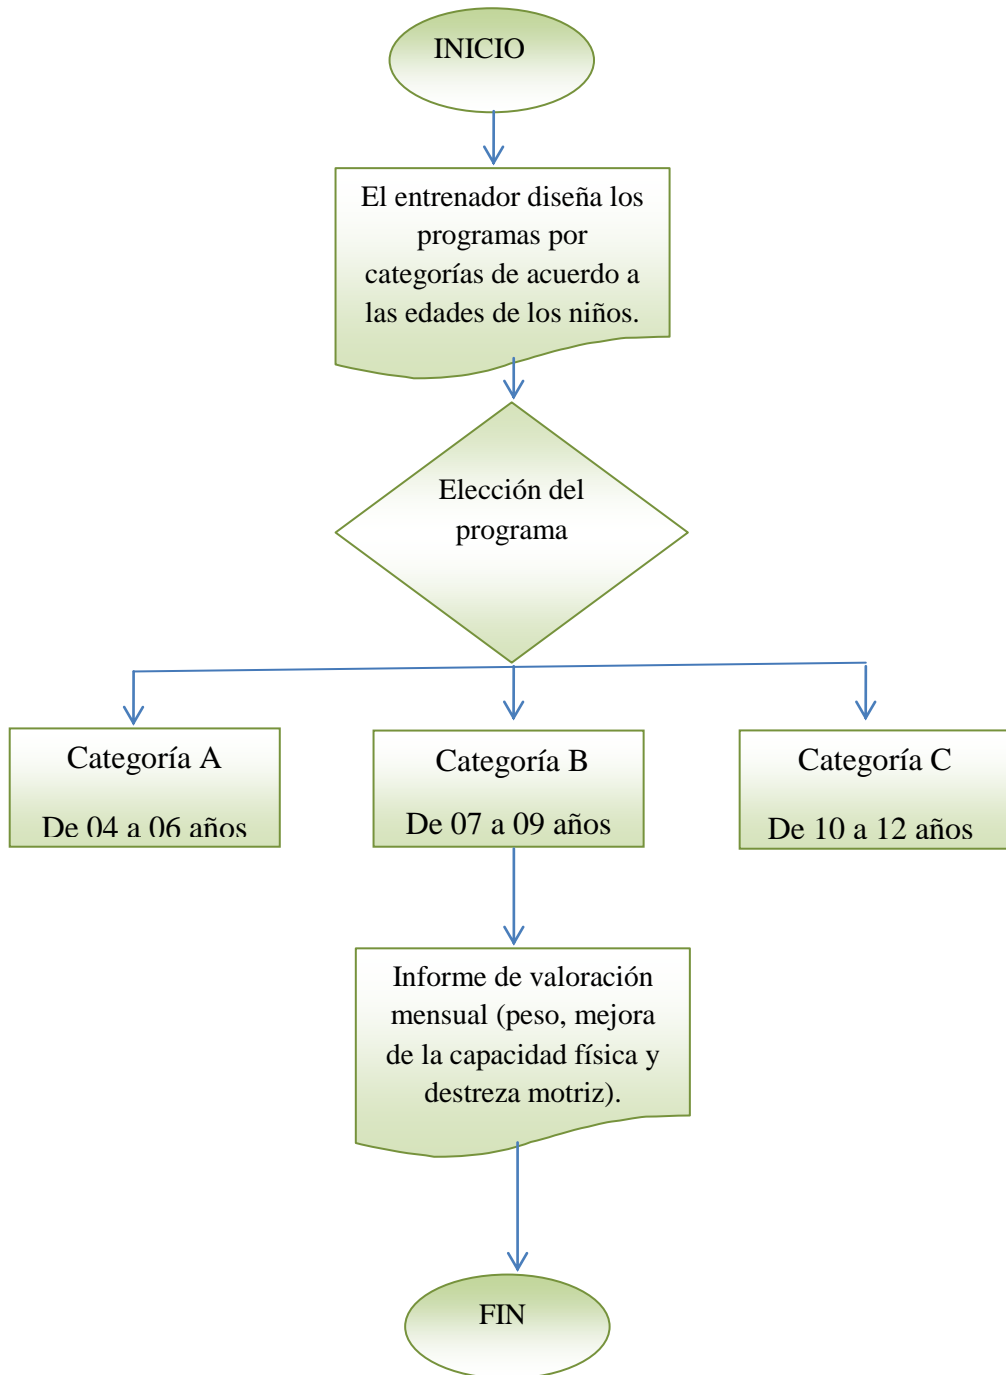 INICIO
El entrenador diseña los
programas por
categorías de acuerdo a
las edades de los niños.
Elección del
programa
Categoría A
De 04 a 06 años
Categoría B
De 07 a 09 años
Categoría C
De 10 a 12 años
Informe de valoración
mensual (peso, mejora
de la capacidad física y
destreza motriz).
FIN